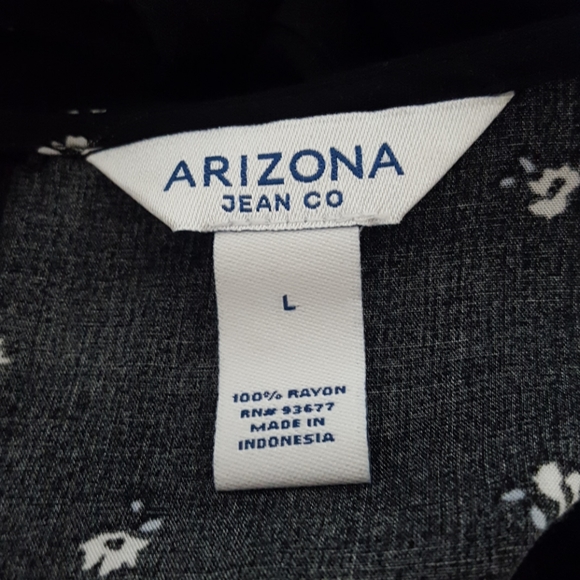 ARIZONA
JEAN CO
L
100% RAYON
RN# 93677
MADE IN
INDONESIA